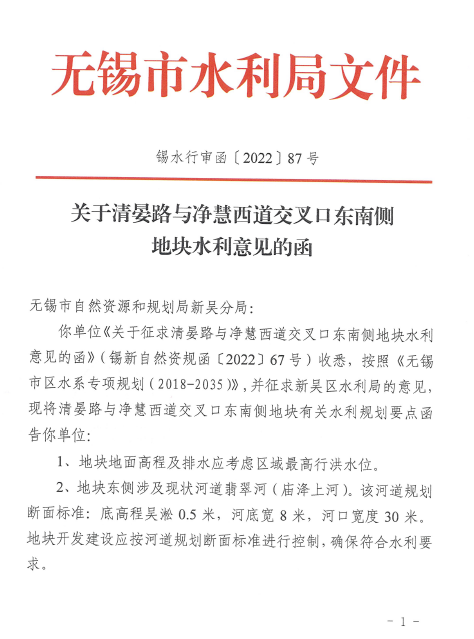 无锡市水利局文件
锡水行审函〔2022〕87号
关于清晏路与净慧西道交叉口东南侧
地块水利意见的函
无锡市自然资源和规划局新吴分局：
你单位《关于征求清晏路与净慧西道交叉口东南侧地块水利
意见的函》（锡新自然资规函〔2022〕67号）收悉，按照《无锡
市区水系专项规划（2018-2035）》，并征求新吴区水利局的意见，
现将清晏路与净慧西道交叉口东南侧地块有关水利规划要点函
告你单位：
1、地块地面高程及排水应考虑区域最高行洪水位。
2、地块东侧涉及现状河道翡翠河（庙泽上河）。该河道规划
断面标准：底高程吴淞0.5米，河底宽8米，河口宽度30米。
地块开发建设应按河道规划断面标准进行控制，确保符合水利要
求。
- 1 -